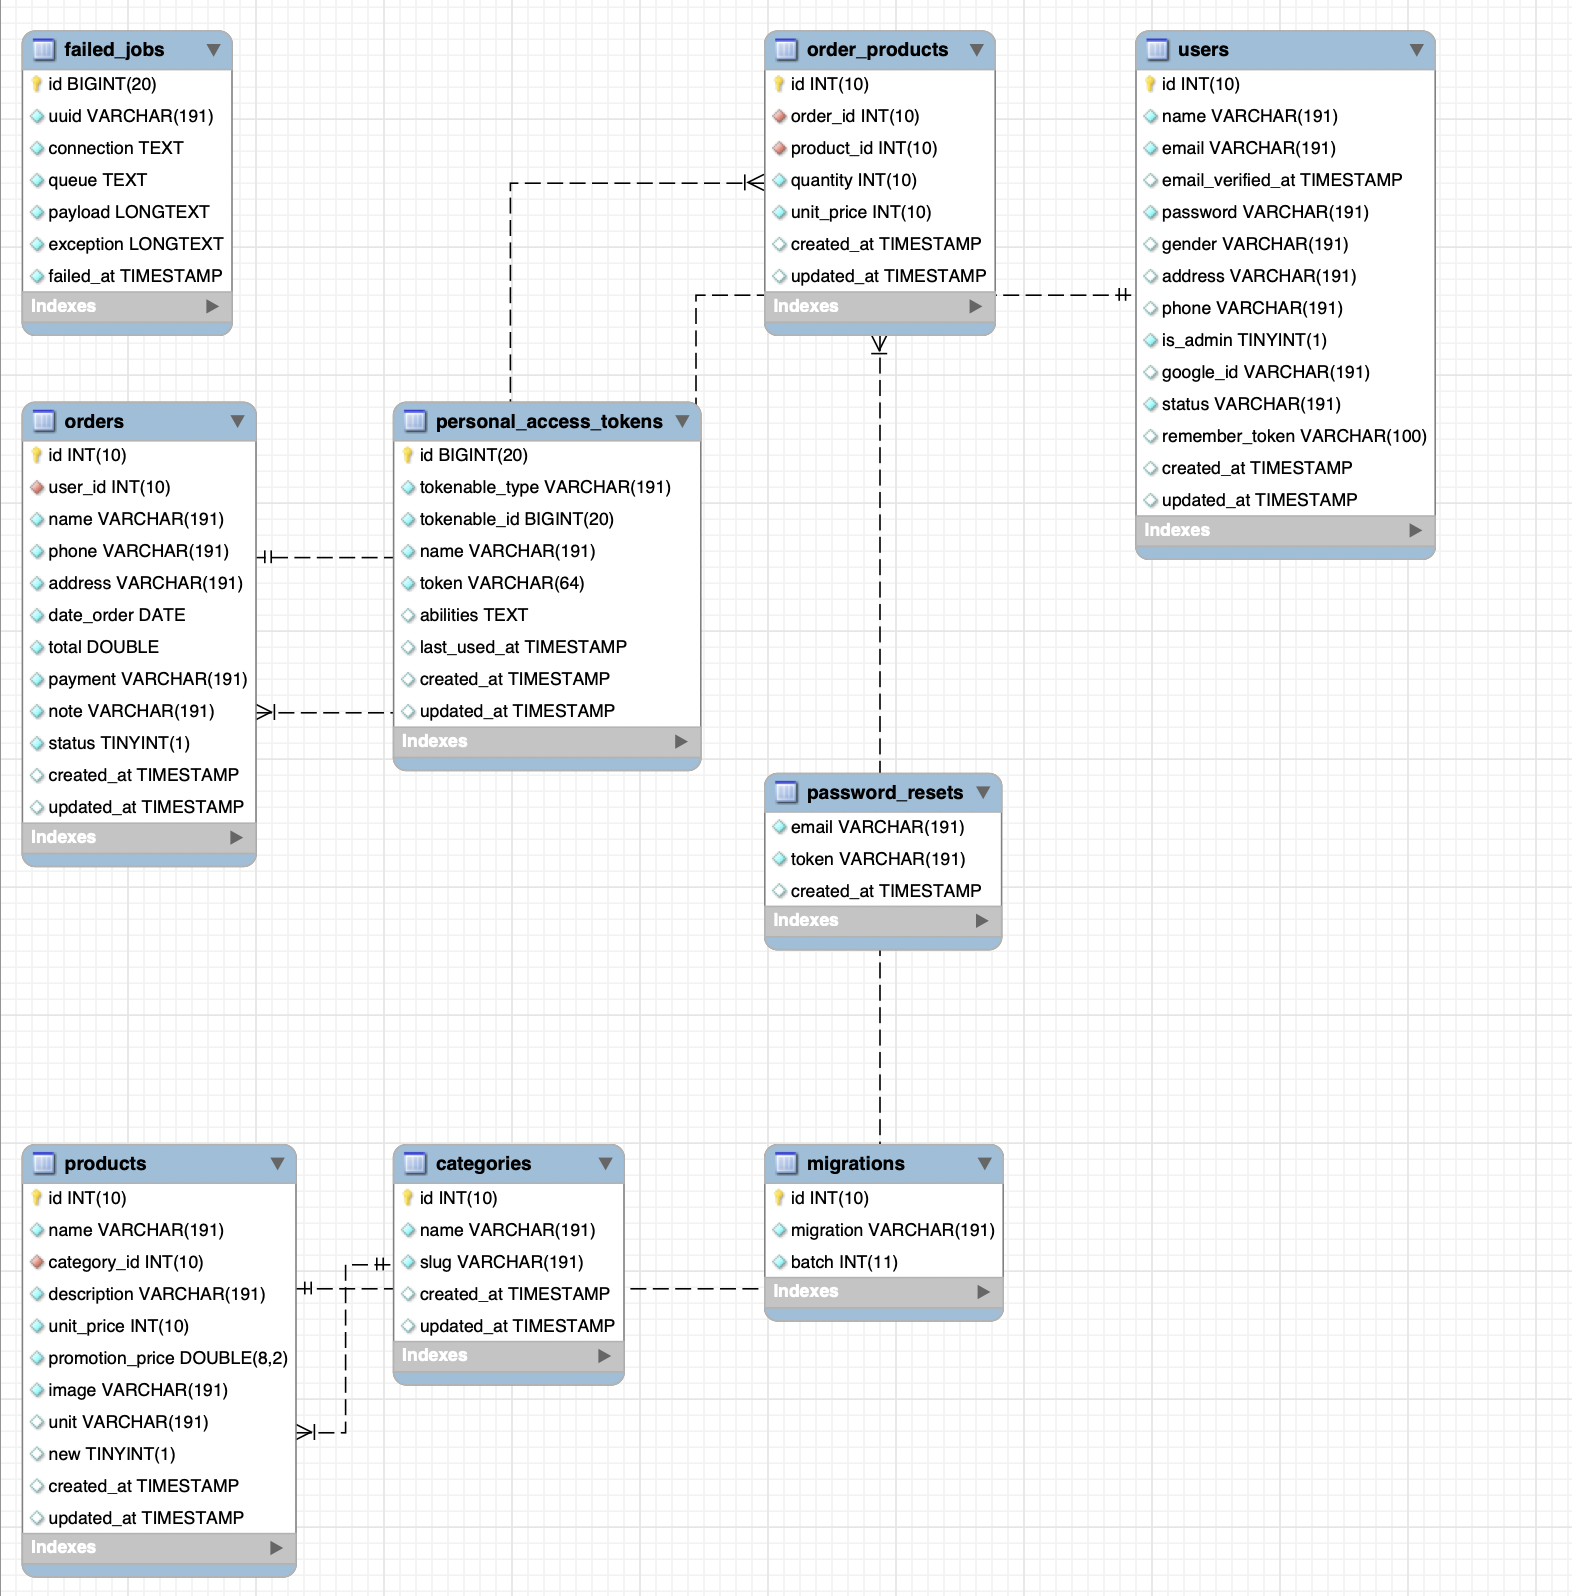 failed_jobs
id BIGINT(20)
uuid VARCHAR(191)
connection TEXT
queue TEXT
payload LONGTEXT
exception LONGTEXT
failed_at TIMESTAMP
Indexes
order_products
id INT(10)
order_id INT(10)
product_id INT(10)
quantity INT(10)
unit_price INT(10)
created_at TIMESTAMP
updated_at TIMESTAMP
Indexes
users
id INT(10)
name VARCHAR(191)
email VARCHAR(191)
email_verified_at TIMESTAMP
password VARCHAR(191)
gender VARCHAR(191)
address VARCHAR(191)
phone VARCHAR(191)
is_admin TINYINT(1)
google_id VARCHAR(191)
status VARCHAR(191)
remember_token VARCHAR(100)
created_at TIMESTAMP
updated_at TIMESTAMP
Indexes
orders
id INT(10)
user_id INT(10)
name VARCHAR(191)
phone VARCHAR(191)
address VARCHAR(191)
date_order DATE
total DOUBLE
payment VARCHAR(191)
note VARCHAR(191)
status TINYINT(1)
created_at TIMESTAMP
updated_at TIMESTAMP
Indexes
personal_access_tokens
id BIGINT(20)
tokenable_type VARCHAR(191)
tokenable_id BIGINT(20)
name VARCHAR(191)
token VARCHAR(64)
abilities TEXT
last_used_at TIMESTAMP
created_at TIMESTAMP
updated_at TIMESTAMP
Indexes
password_resets
email VARCHAR(191)
token VARCHAR(191)
created_at TIMESTAMP
Indexes
products
id INT(10)
name VARCHAR(191)
category_id INT(10)
description VARCHAR(191)
unit_price INT(10)
promotion_price DOUBLE(8,2)
image VARCHAR(191)
unit VARCHAR(191)
new TINYINT(1)
created_at TIMESTAMP
updated_at TIMESTAMP
Indexes
categories
id INT(10)
name VARCHAR(191)
slug VARCHAR(191)
created_at TIMESTAMP
updated_at TIMESTAMP
Indexes
migrations
id INT(10)
migration VARCHAR(191)
batch INT(11)
Indexes